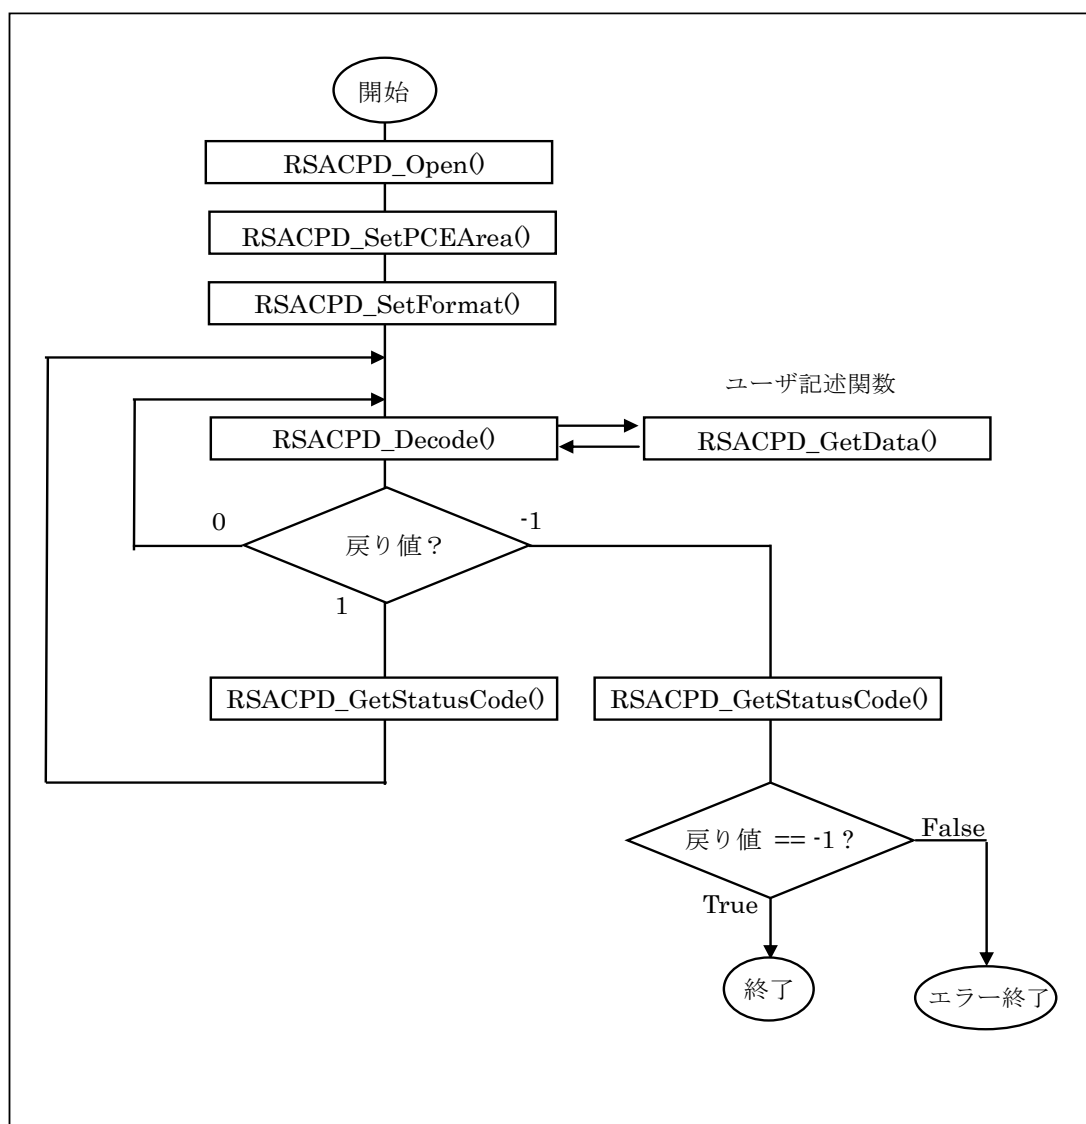 開始
RSACPD_Open()
RSACPD_SetPCEArea()
RSACPD_SetFormat()
ユーザ記述関数
RSACPD_Decode()
RSACPD_GetData()
0
-1
戻り値？
1
RSACPD_GetStatusCode()
RSACPD_GetStatusCode()
戻り値 == -1？
False
True
終了
エラー終了